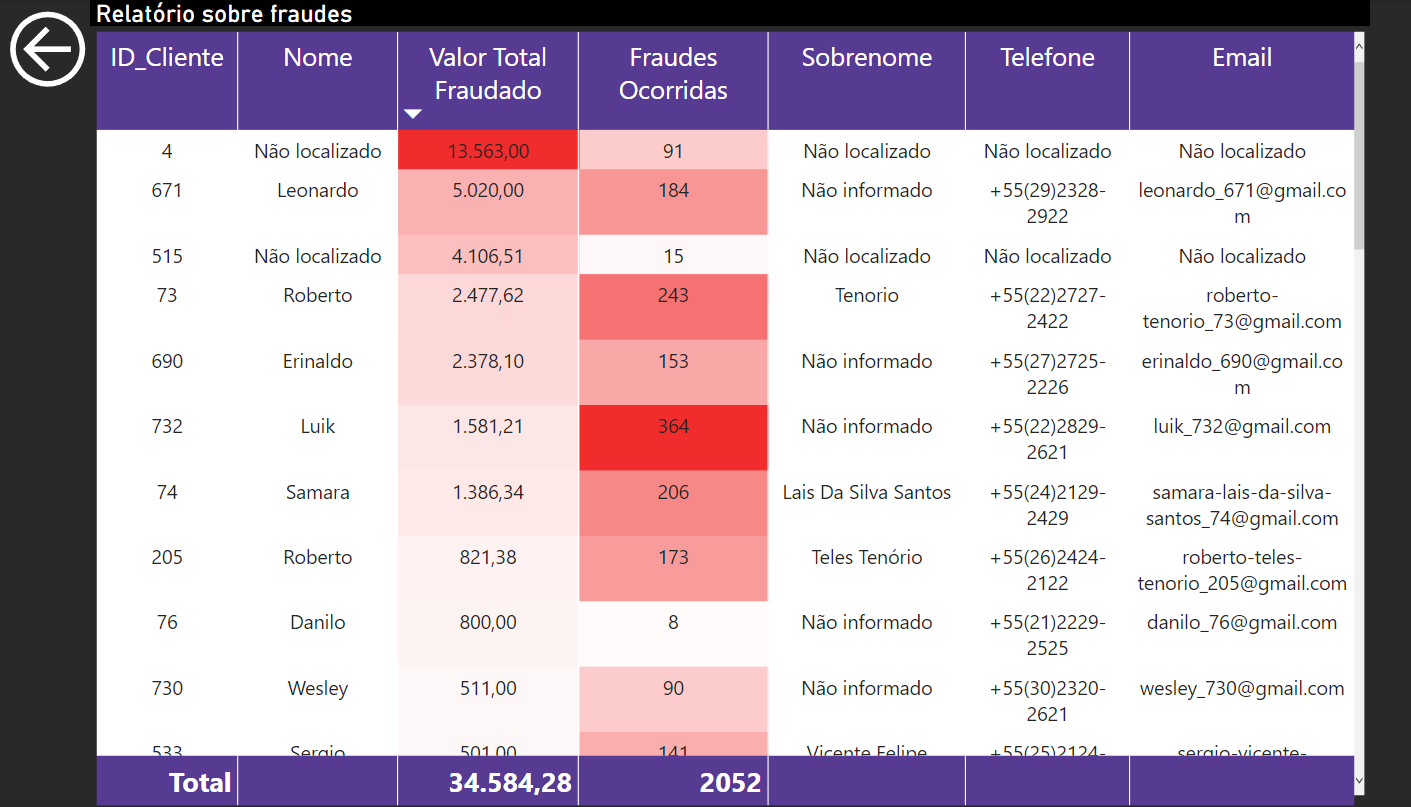 Relatório sobre fraudes
ID_Cliente Nome Valor Total Fraudado Fraudes Ocorridas Sobrenome Telefone Email
4 Não localizado 13.563,00 91 Não localizado Não localizado Não localizado
671 Leonardo 5.020,00 184 Não informado +55(29)2328-2922 leonardo_671@gmail.com
515 Não localizado 4.106,51 15 Não localizado Não localizado Não localizado
73 Roberto 2.477,62 243 Tenorio +55(22)2727-2422 roberto-tenorio_73@gmail.com
690 Erinaldo 2.378,10 153 Não informado +55(27)2725-2226 erinaldo_690@gmail.com
732 Luik 1.581,21 364 Não informado +55(22)2829-2621 luik_732@gmail.com
74 Samara 1.386,34 206 Lais Da Silva Santos +55(24)2129-2429 samara-lais-da-silva-santos_74@gmail.com
205 Roberto 821,38 173 Teles Tenório +55(26)2424-2122 roberto-teles-tenorio_205@gmail.com
76 Danilo 800,00 8 Não informado +55(21)2229-2525 danilo_76@gmail.com
730 Wesley 511,00 90 Não informado +55(30)2320-2621 wesley_730@gmail.com
533 Sergio 501,00 141 Vicente Felipe +55(25)2124- sergio-vicente-
Total 34.584,28 2052